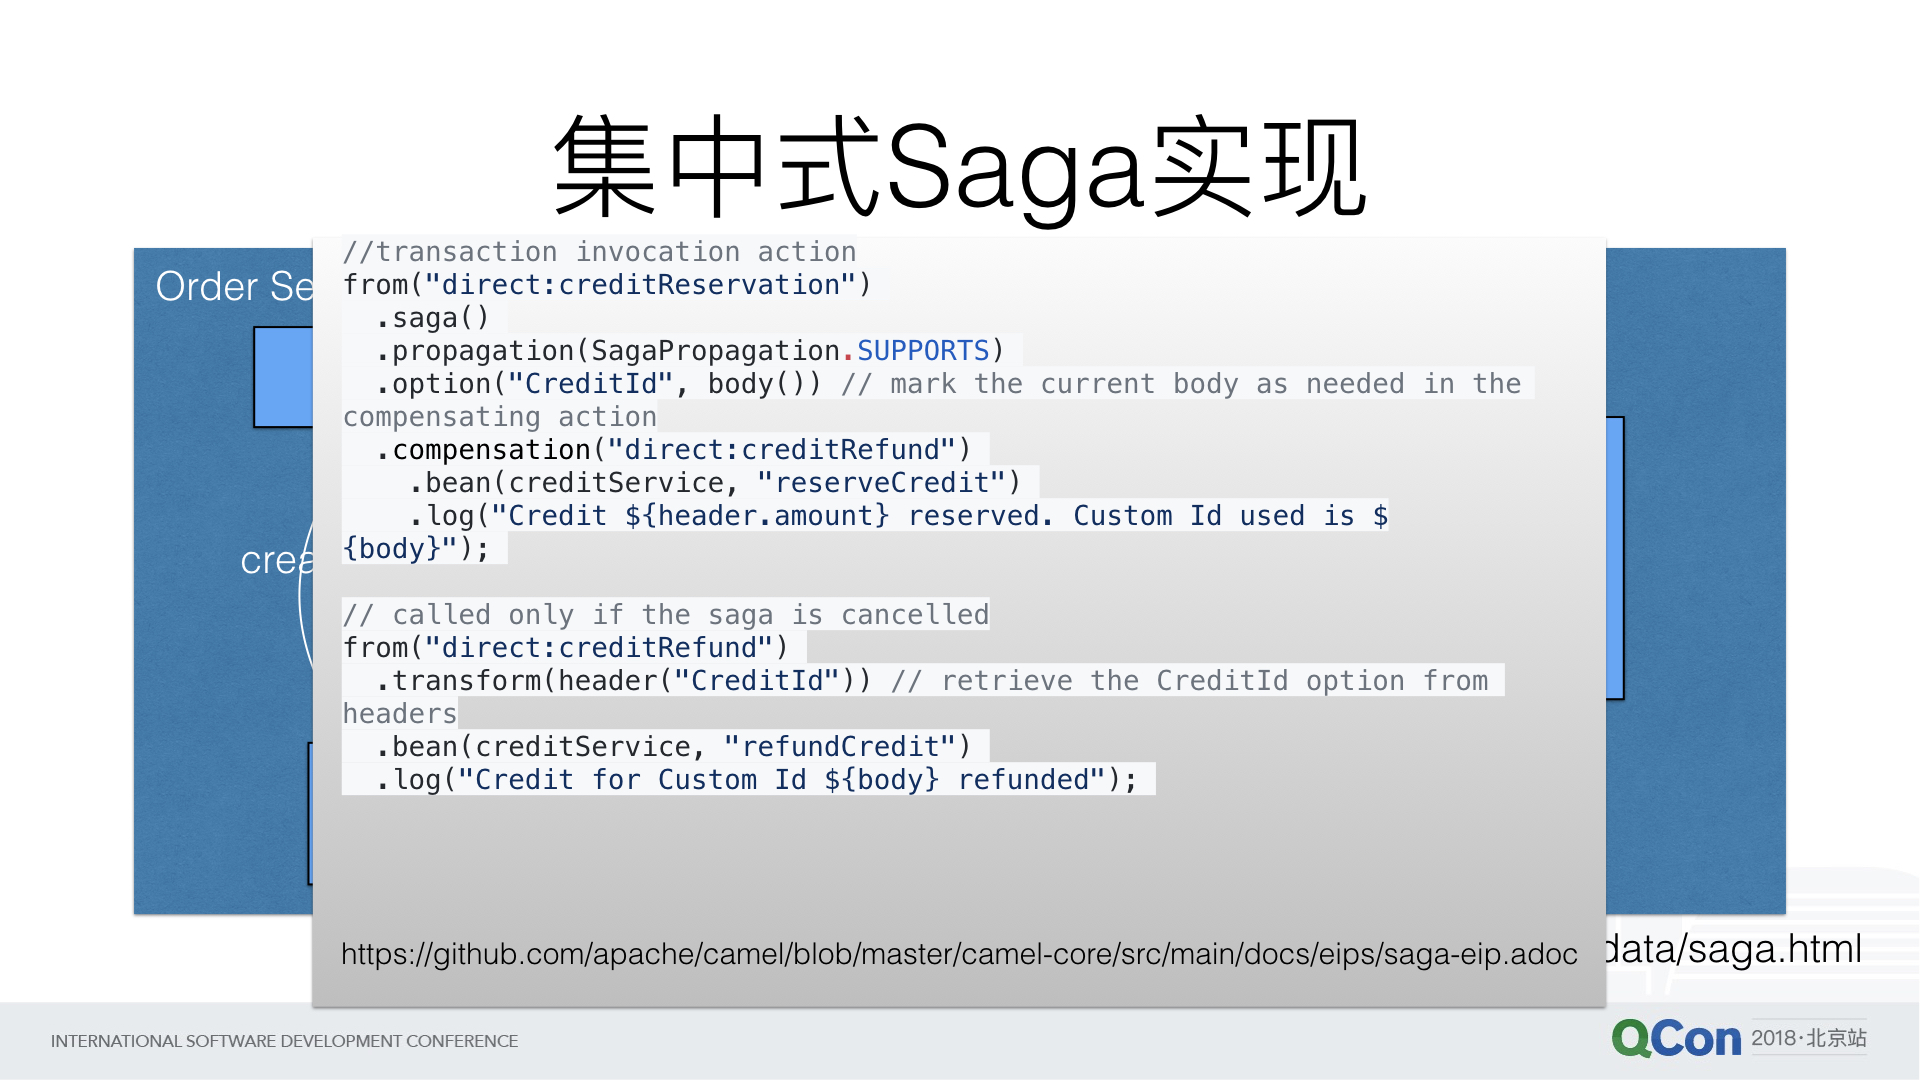 集中式Saga实现
Order Se
crea
//transaction invocation action
from("direct:creditReservation")
  .saga()
  .propagation(SagaPropagation.SUPPORTS)
  .option("CreditId", body()) // mark the current body as needed in the
compensating action
  .compensation("direct:creditRefund")
    .bean(creditService, "reserveCredit")
    .log("Credit ${header.amount} reserved. Custom Id used is $
{body}");
// called only if the saga is cancelled
from("direct:creditRefund")
  .transform(header("CreditId")) // retrieve the CreditId option from
headers
  .bean(creditService, "refundCredit")
  .log("Credit for Custom Id ${body} refunded");
https://github.com/apache/camel/blob/master/camel-core/src/main/docs/eips/saga-eip.adoc
data/saga.html
INTERNATIONAL SOFTWARE DEVELOPMENT CONFERENCE
QCon 2018·北京站